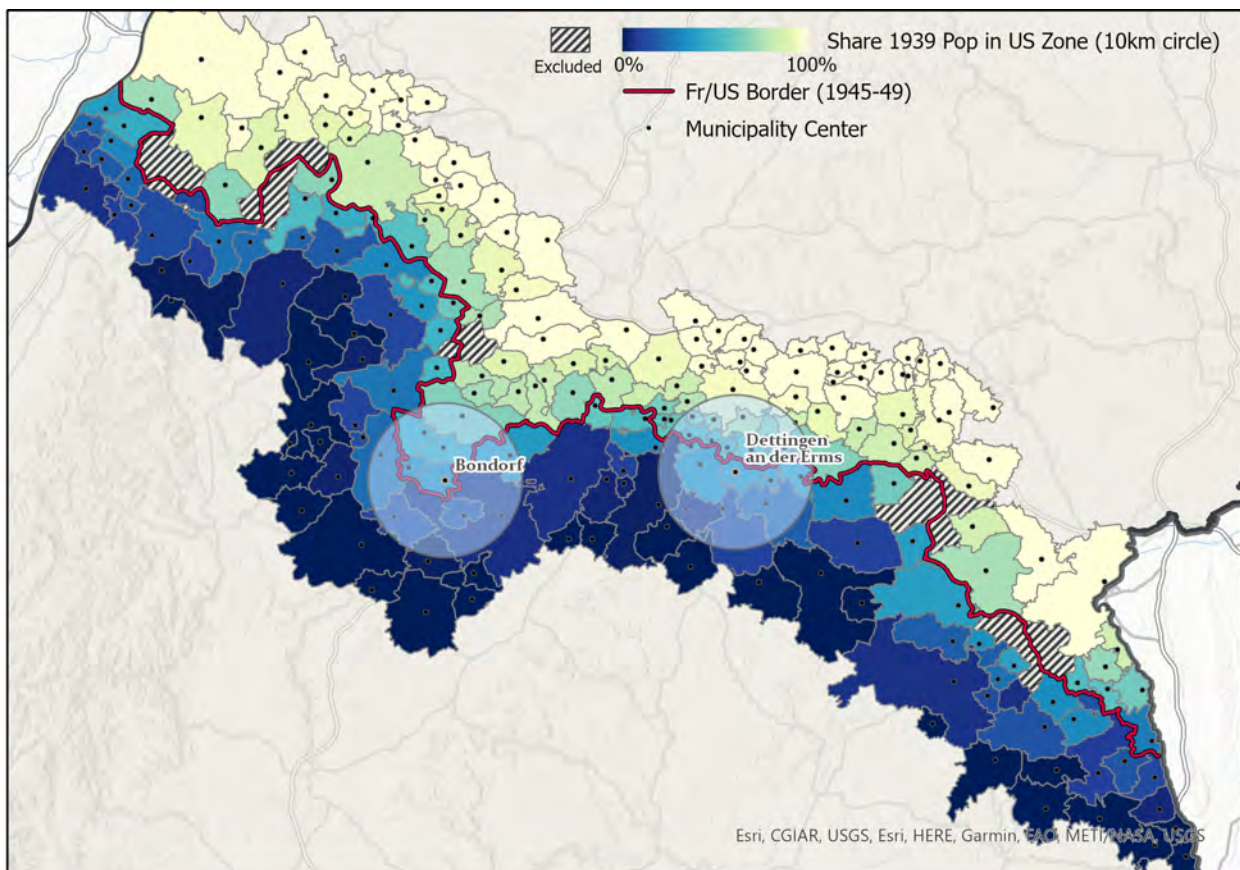 Share 1939 Pop in US Zone (10km circle)
Excluded 0% 100%
Fr/US Border (1945-49)
Municipality Center
Dettingen
an der Erms
Bondorf
Esri, CGIAR, USGS, Esri, HERE, Garmin, FAO, METI/NASA, USGS